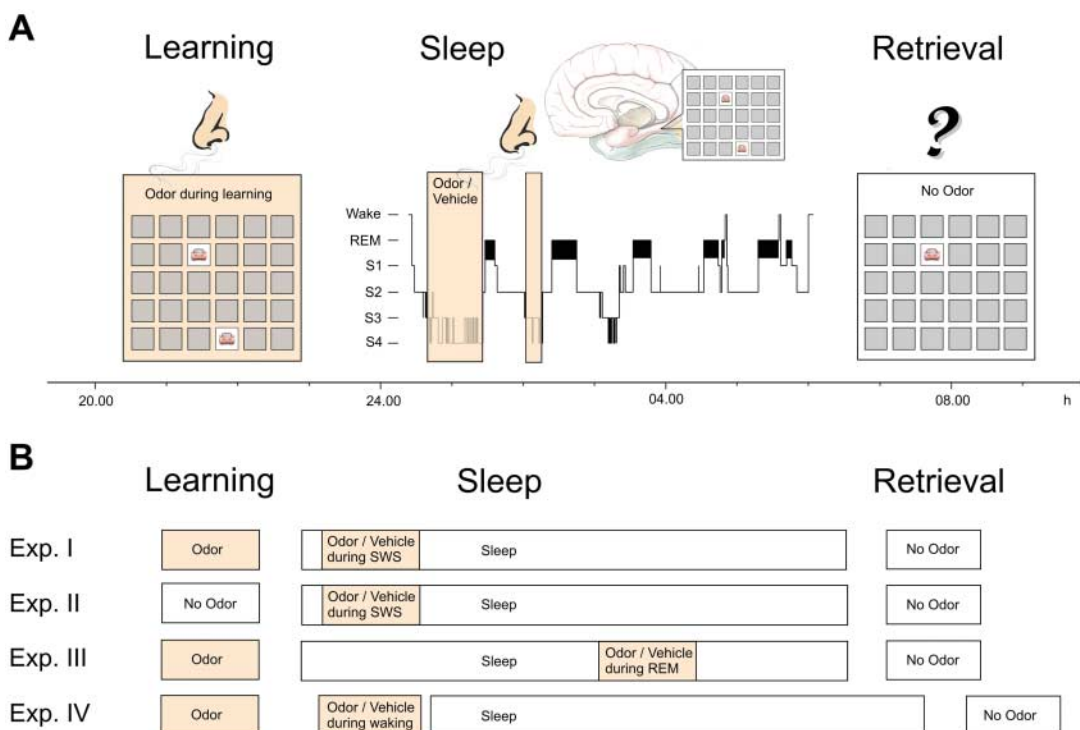 A
Learning
Sleep
Retrieval
Odor during learning
Odor /
Vehicle
?
No Odor
Wake
REM
S1
S2
S3
S4
20.00
24.00
04.00
08.00
h
B
Learning
Sleep
Retrieval
Exp. I
Odor
Odor / Vehicle
during SWS
Sleep
No Odor
Exp. II
No Odor
Odor / Vehicle
during SWS
Sleep
No Odor
Exp. III
Odor
Sleep
Odor / Vehicle
during REM
No Odor
Exp. IV
Odor
Odor / Vehicle
during waking
Sleep
No Odor